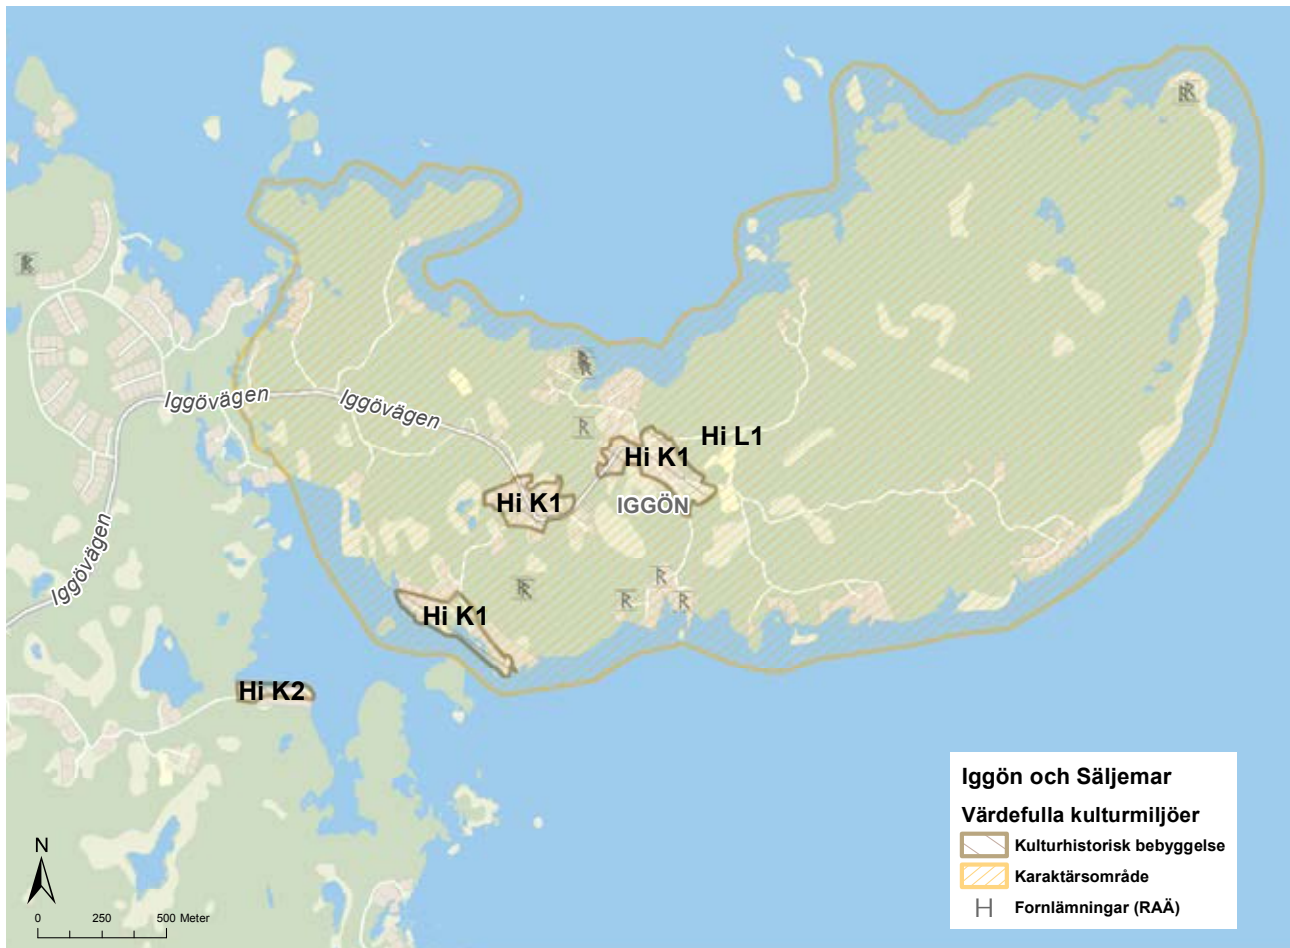 Iggövägen
Iggövägen
Iggövägen
Hi L1
Hi K1
Hi K1
IGGÖN
Hi K1
Hi K2
Iggön och Säljemar
Värdefulla kulturmiljöer
Kulturhistorisk bebyggelse
Karaktärsområde
Fornlämningar (RAÄ)
N
0 250 500 Meter